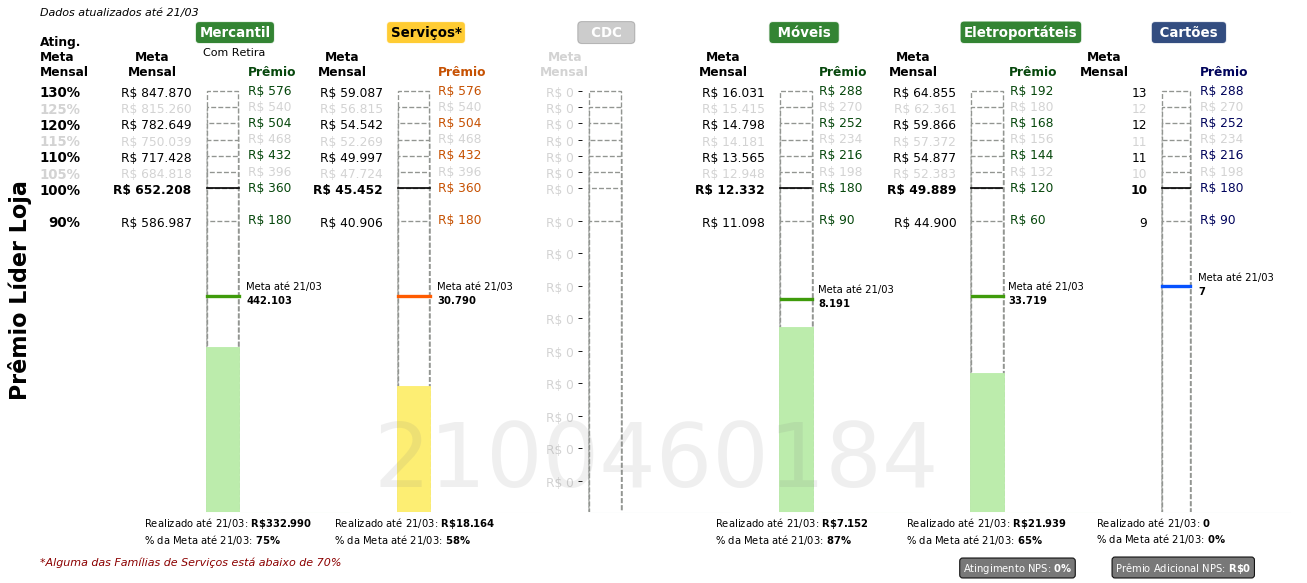 Dados atualizados até 21/03
Mercantil Serviços* CDC Móveis Eletroportáteis Cartões
Com Retira
Ating. Meta Mensal
Meta Mensal Prêmio Meta Mensal Prêmio Meta Mensal Meta Mensal Prêmio Meta Mensal Prêmio Meta Mensal Prêmio
130% R$ 847.870 R$ 576 R$ 59.087 R$ 576 R$ 0 R$ 16.031 R$ 288 R$ 64.855 R$ 192 13 R$ 288
125% R$ 815.260 R$ 540 R$ 56.815 R$ 540 R$ 0 R$ 15.415 R$ 270 R$ 62.361 R$ 180 12 R$ 270
120% R$ 782.649 R$ 504 R$ 54.542 R$ 504 R$ 0 R$ 14.798 R$ 252 R$ 59.866 R$ 168 12 R$ 252
115% R$ 750.039 R$ 468 R$ 52.269 R$ 468 R$ 0 R$ 14.181 R$ 234 R$ 57.372 R$ 156 11 R$ 234
110% R$ 717.428 R$ 432 R$ 49.997 R$ 432 R$ 0 R$ 13.565 R$ 216 R$ 54.877 R$ 144 11 R$ 216
105% R$ 684.818 R$ 396 R$ 47.724 R$ 396 R$ 0 R$ 12.948 R$ 198 R$ 52.383 R$ 132 10 R$ 198
100% R$ 652.208 R$ 360 R$ 45.452 R$ 360 R$ 0 R$ 12.332 R$ 180 R$ 49.889 R$ 120 10 R$ 180
90% R$ 586.987 R$ 180 R$ 40.906 R$ 180 R$ 0 R$ 11.098 R$ 90 R$ 44.900 R$ 60 9 R$ 90
R$ 0
Meta até 21/03 Meta até 21/03 R$ 0 Meta até 21/03 Meta até 21/03 Meta até 21/03
442.103 30.790 8.191 33.719 7
R$ 0
R$ 0
R$ 0
R$ 0
R$ 0
R$ 0
Prêmio Líder Loja
2100460184
Realizado até 21/03: R$332.990 Realizado até 21/03: R$18.164 Realizado até 21/03: R$7.152 Realizado até 21/03: R$21.939 Realizado até 21/03: 0
% da Meta até 21/03: 75% % da Meta até 21/03: 58% % da Meta até 21/03: 87% % da Meta até 21/03: 65% % da Meta até 21/03: 0%
*Alguma das Famílias de Serviços está abaixo de 70% Atingimento NPS: 0% Prêmio Adicional NPS: R$0